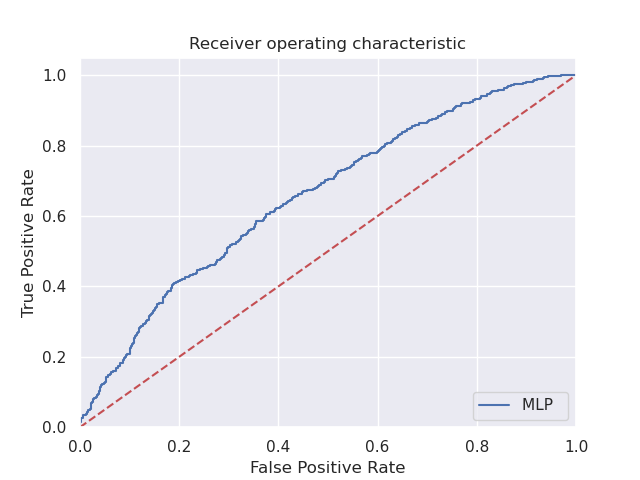 Receiver operating characteristic
1.0
0.8
0.6
0.4
0.2
0.0
True Positive Rate
MLP
0.0 0.2 0.4 0.6 0.8 1.0
False Positive Rate